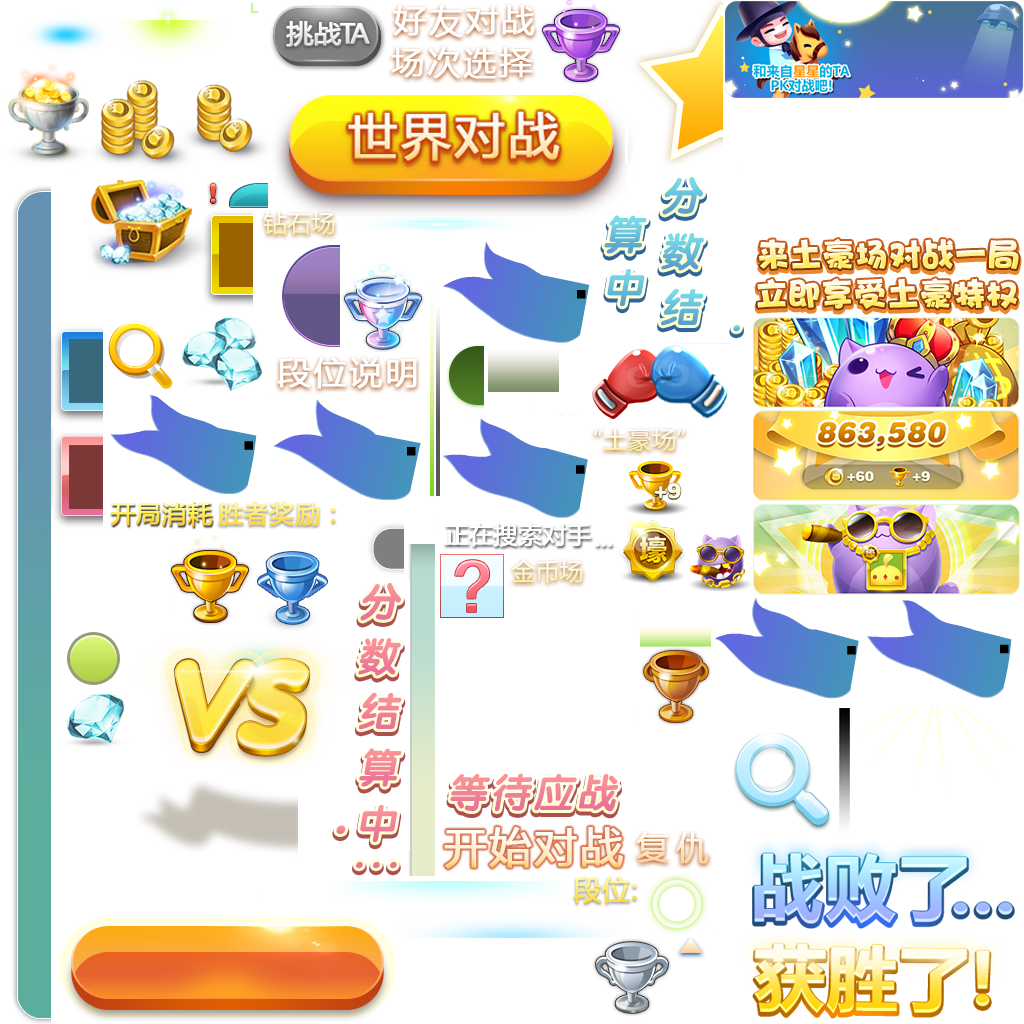 挑战TA
好友对战
场次选择
和来自星星的TA
PK对战吧!
世界对战
分数结
算中
.
钻石场
来土豪场对战一局
立即享受土豪特权
段位说明
863,580
+60
+9
“土豪场”
+9
开局消耗
胜者奖励：
正在搜索对手...
壕
金币场
?
分数结算中
....
VS
等待应战
开始对战
复仇
段位:
战败了...
获胜了!